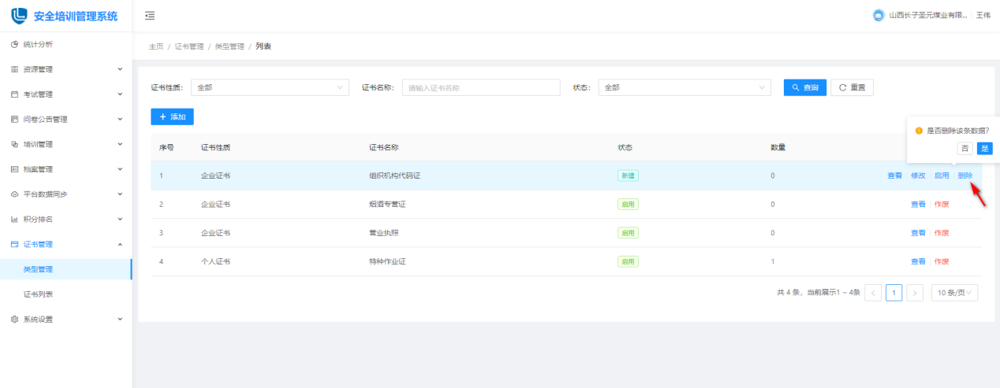 安全培训管理系统
山西长子圣元煤业有限... 王伟
统计分析
资源管理
考试管理
问卷公告管理
培训管理
档案管理
平台数据同步
积分排名
证书管理
类型管理
证书列表
系统设置
主页 / 证书管理 / 类型管理 / 列表
证书性质: 全部 证书名称: 请输入证书名称 状态: 全部 查询 重置
+ 添加
是否删除该条数据?
否 是
序号 证书性质 证书名称 状态 数量
1 企业证书 组织机构代码证 新建 0 查看 修改 启用 删除
2 企业证书 烟酒专营证 启用 0 查看 作废
3 企业证书 营业执照 启用 0 查看 作废
4 个人证书 特种作业证 启用 1 查看 作废
共 4 条, 当前展示1 ~ 4条 < 1 > 10 条/页